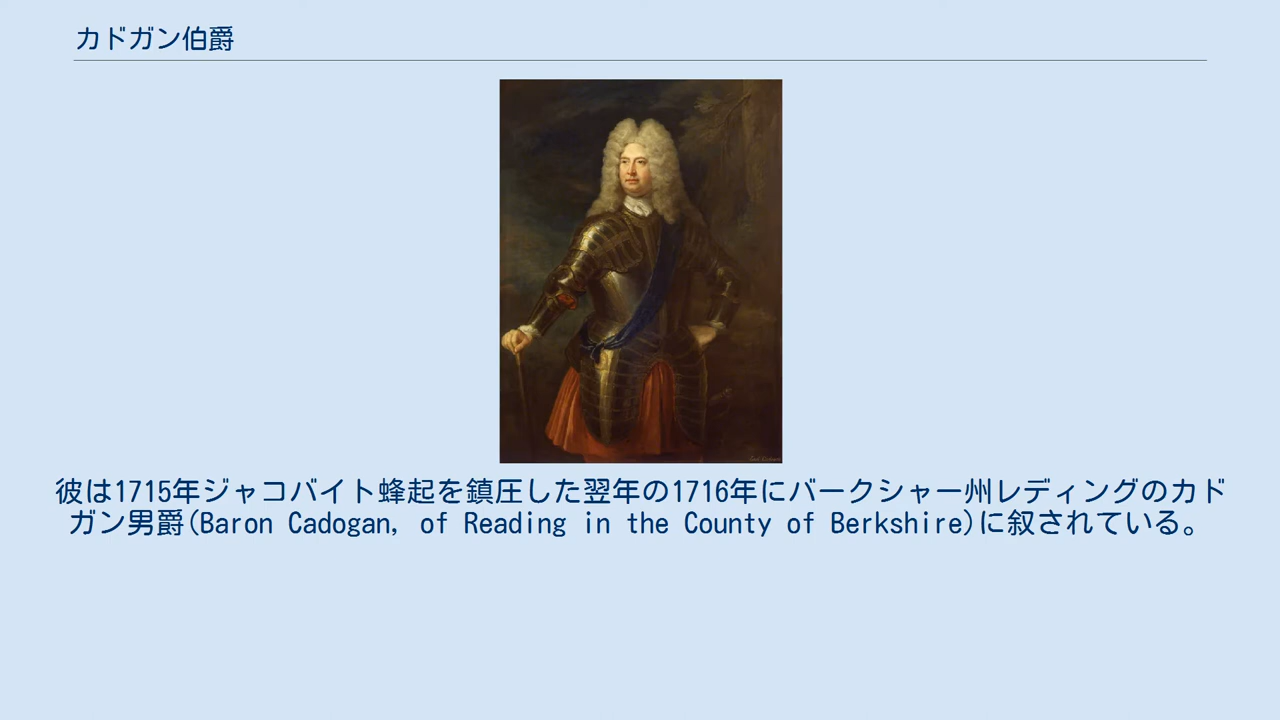 カドガン伯爵
彼は1715年ジャコバイト蜂起を鎮圧した翌年の1716年にバークシャー州レディングのカド
ガン男爵(Baron Cadogan, of Reading in the County of Berkshire)に叙されている。